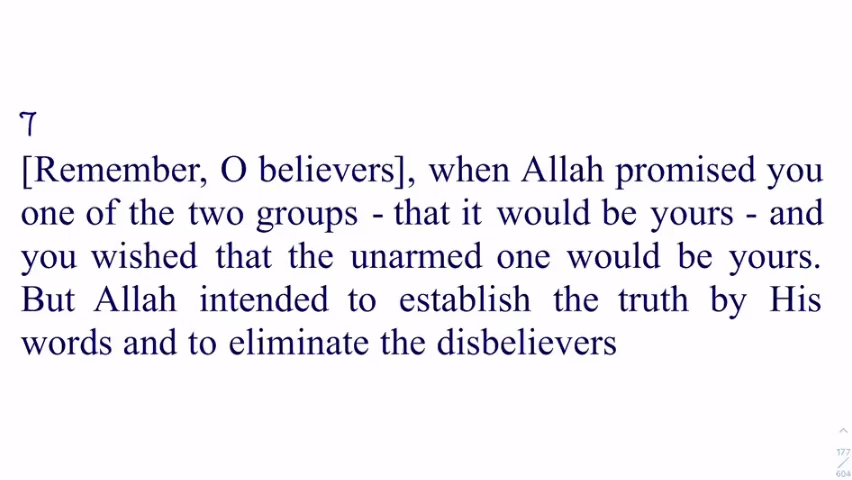 7
[Remember, O believers], when Allah promised you
one of the two groups - that it would be yours - and
you wished that the unarmed one would be yours.
But Allah intended to establish the truth by His
words and to eliminate the disbelievers
177
/
604